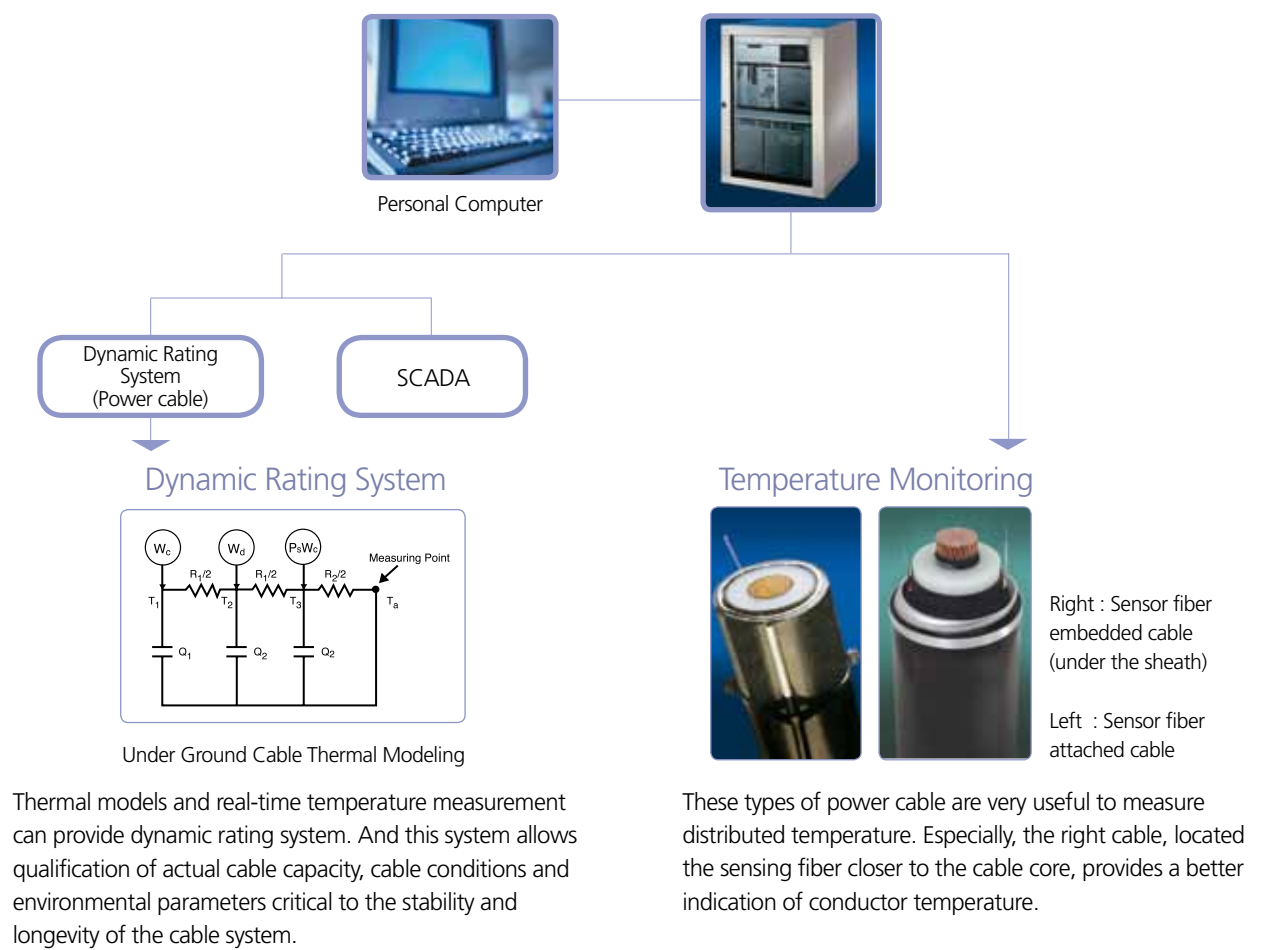 Personal Computer
Dynamic Rating
System
(Power cable)
SCADA
Dynamic Rating System
Wc
Wd
PsWc
Measuring Point
R1/2
R1/2
R2/2
T1
T2
T3
Ta
Q1
Q2
Q2
Under Ground Cable Thermal Modeling
Thermal models and real-time temperature measurement
can provide dynamic rating system. And this system allows
qualification of actual cable capacity, cable conditions and
environmental parameters critical to the stability and
longevity of the cable system.
Temperature Monitoring
Right : Sensor fiber
embedded cable
(under the sheath)
Left : Sensor fiber
attached cable
These types of power cable are very useful to measure
distributed temperature. Especially, the right cable, located
the sensing fiber closer to the cable core, provides a better
indication of conductor temperature.